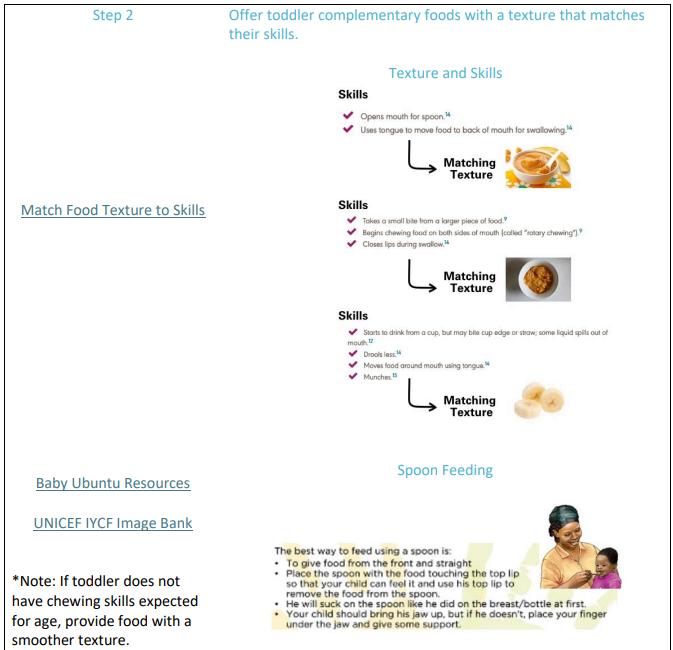 Step 2
Offer toddler complementary foods with a texture that matches
their skills.
Texture and Skills
Skills
Opens mouth for spoon.14
Uses tongue to move food to back of mouth for swallowing.14
Matching
Texture
Match Food Texture to Skills
Skills
Takes a small bite from a larger piece of food.9
Begins chewing food on both sides of mouth (called "rotary chewing").9
Closes lips during swallow.14
Matching
Texture
Skills
Starts to drink from a cup, but may bite cup edge or straw; some liquid spills out of
mouth.12
Drools less.14
Moves food around mouth using tongue.14
Munches.13
Matching
Texture
Baby Ubuntu Resources
UNICEF IYCF Image Bank
*Note: If toddler does not
have chewing skills expected
for age, provide food with a
smoother texture.
Spoon Feeding
The best way to feed using a spoon is:
• To give food from the front and straight
• Place the spoon with the food touching the top lip
so that your child can feel it and use his top lip to
remove the food from the spoon.
• He will suck on the spoon like he did on the breast/bottle at first.
• Your child should bring his jaw up, but if he doesn't, place your finger
under the jaw and give some support.